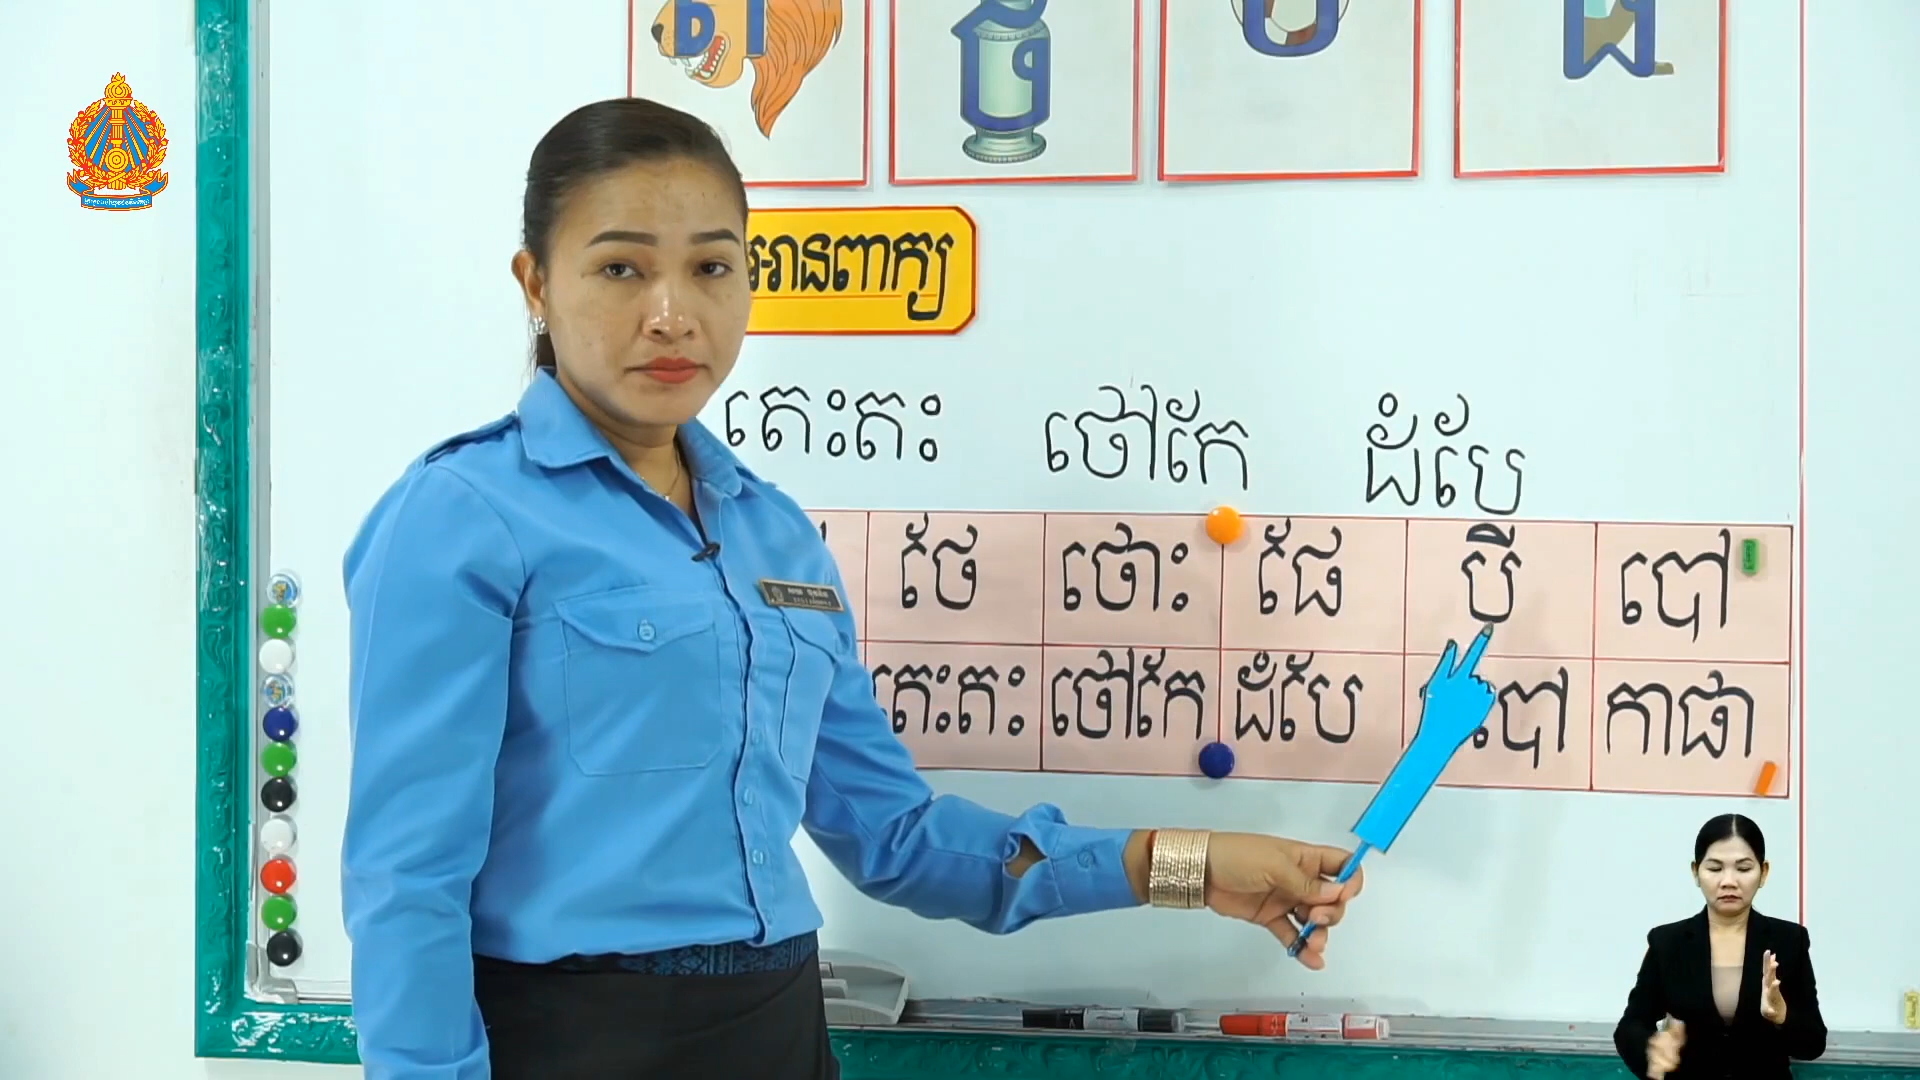 អានពាក្យ
តេះតះ ថៅកែ ដំបែ
ថែ ថោះ ផែ បី បៅ
តេះតះ ថៅកែ ដំបែ បៅ កាផា